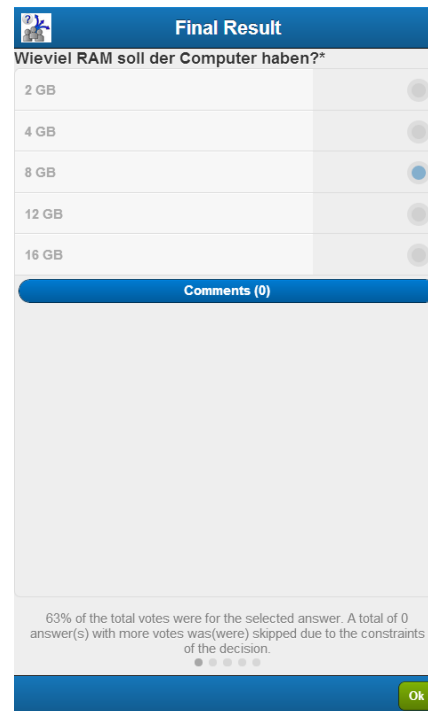 Final Result
Wieviel RAM soll der Computer haben?*
2 GB
4 GB
8 GB
12 GB
16 GB
Comments (0)
63% of the total votes were for the selected answer. A total of 0
answer(s) with more votes was(were) skipped due to the constraints
of the decision.
Ok